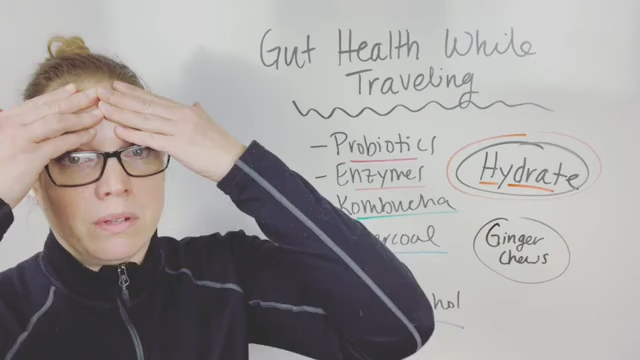 Gut Health While
Traveling
- Probiotics
- Enzymes
Kombucha
Hydrate
Ginger
chews